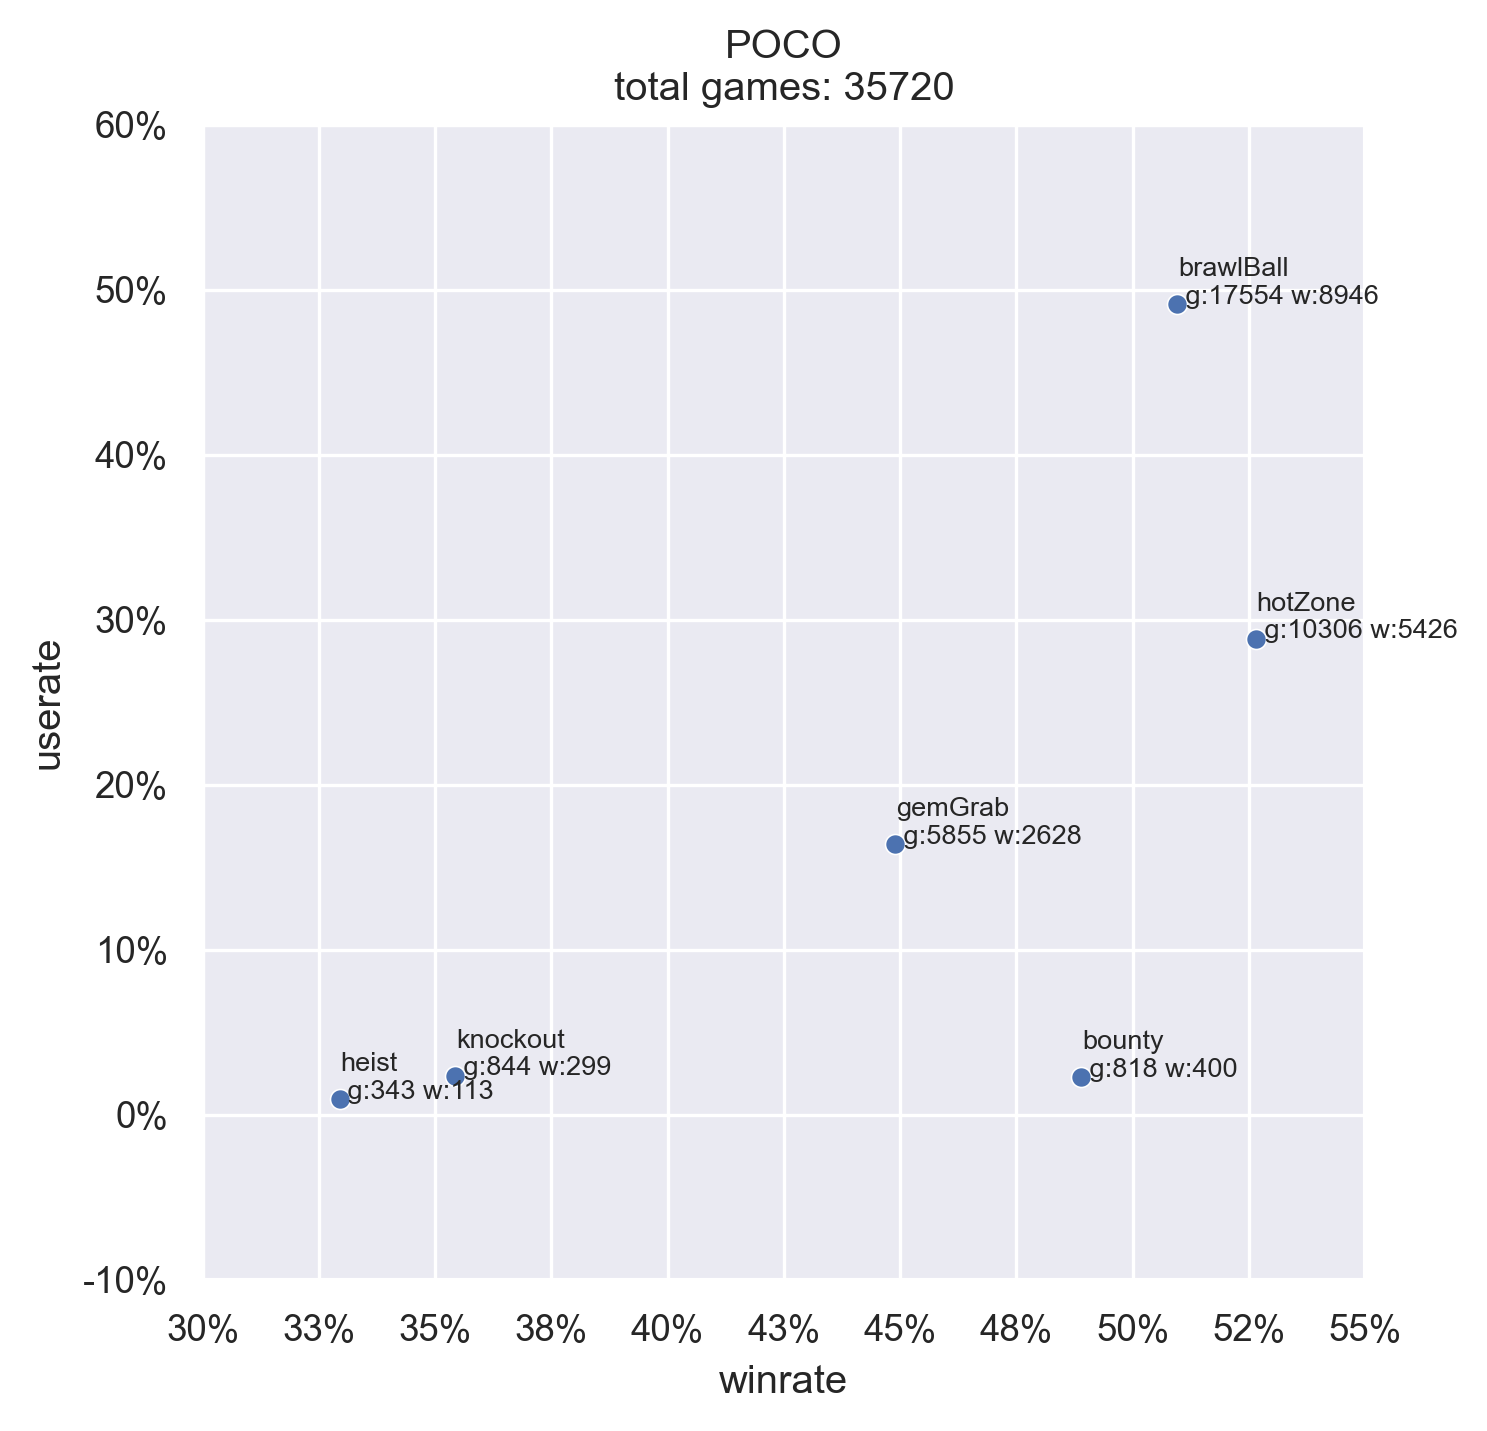 POCO
total games: 35720
60%
50%
40%
30%
20%
10%
0%
-10%
userate
brawlBall
g:17554 w:8946
hotZone
g:10306 w:5426
gemGrab
g:5855 w:2628
knockout
g:844 w:299
heist
g:343 w:113
bounty
g:818 w:400
30% 33% 35% 38% 40% 43% 45% 48% 50% 52% 55%
winrate